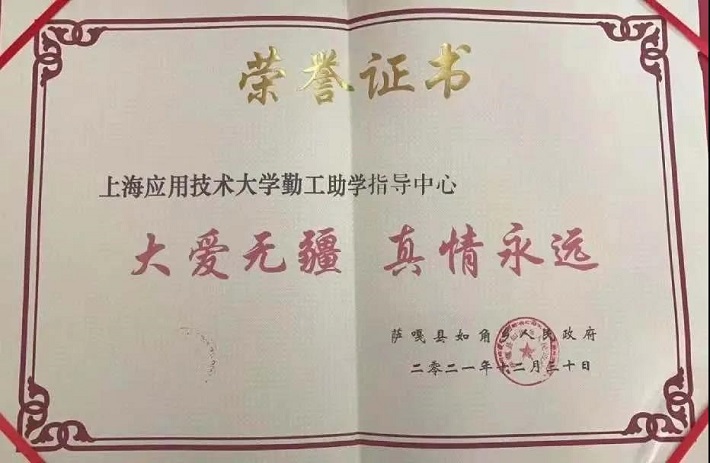 荣誉证书
上海应用技术大学勤工助学指导中心
大爱无疆 真情永远
萨嘎县如角乡人民政府
二零二一年十二月三十日